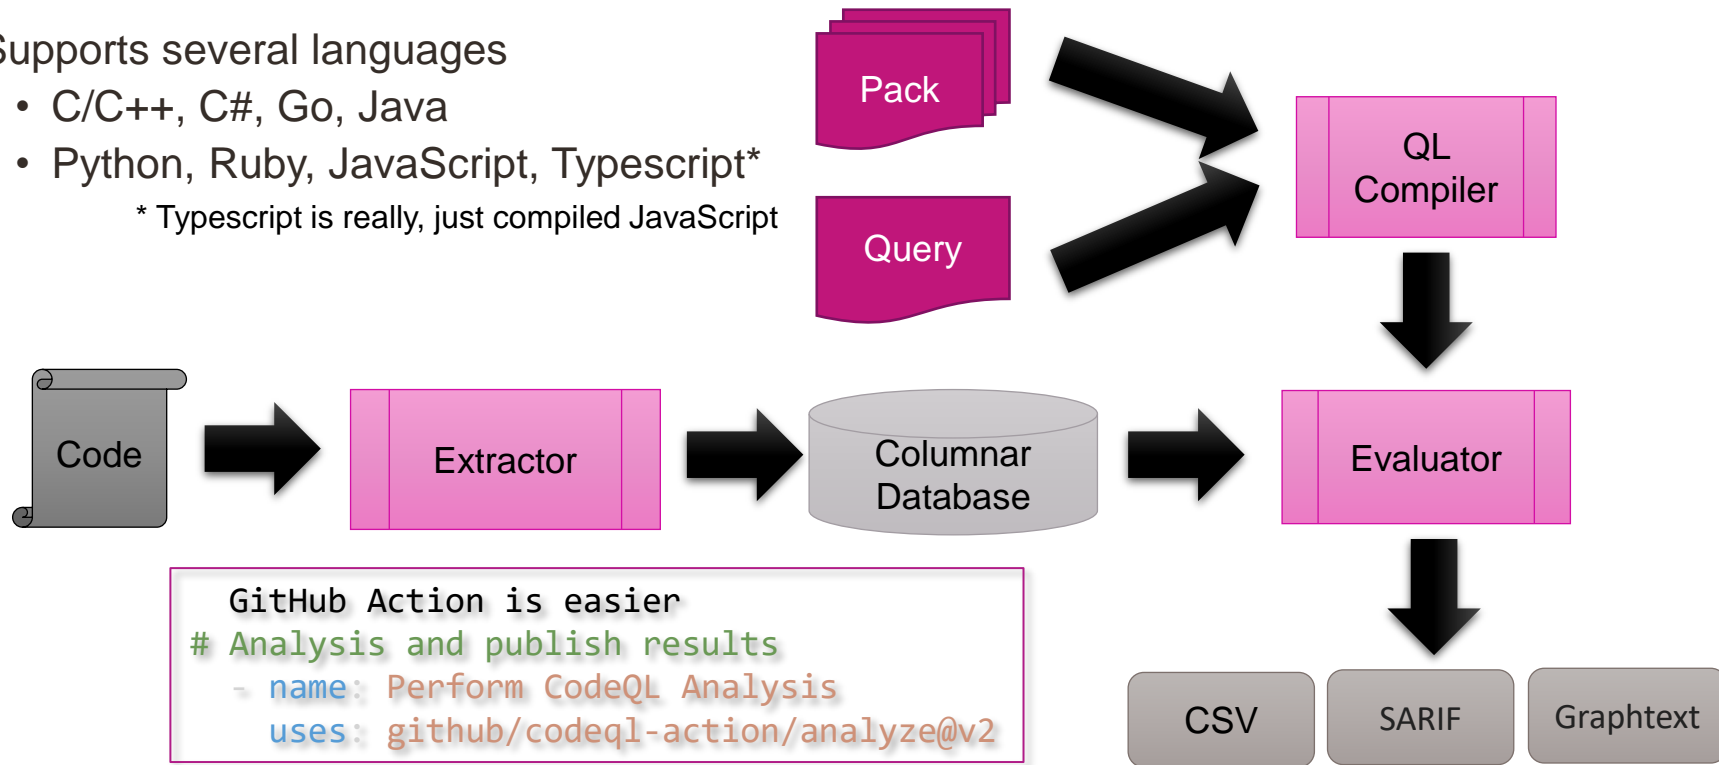 Supports several languages
• C/C++, C#, Go, Java
• Python, Ruby, JavaScript, Typescript*
* Typescript is really, just compiled JavaScript
Pack
Query
QL
Compiler
Code
Extractor
Columnar
Database
Evaluator
GitHub Action is easier
# Analysis and publish results
- name: Perform CodeQL Analysis
uses: github/codeql-action/analyze@v2
CSV
SARIF
Graphtext